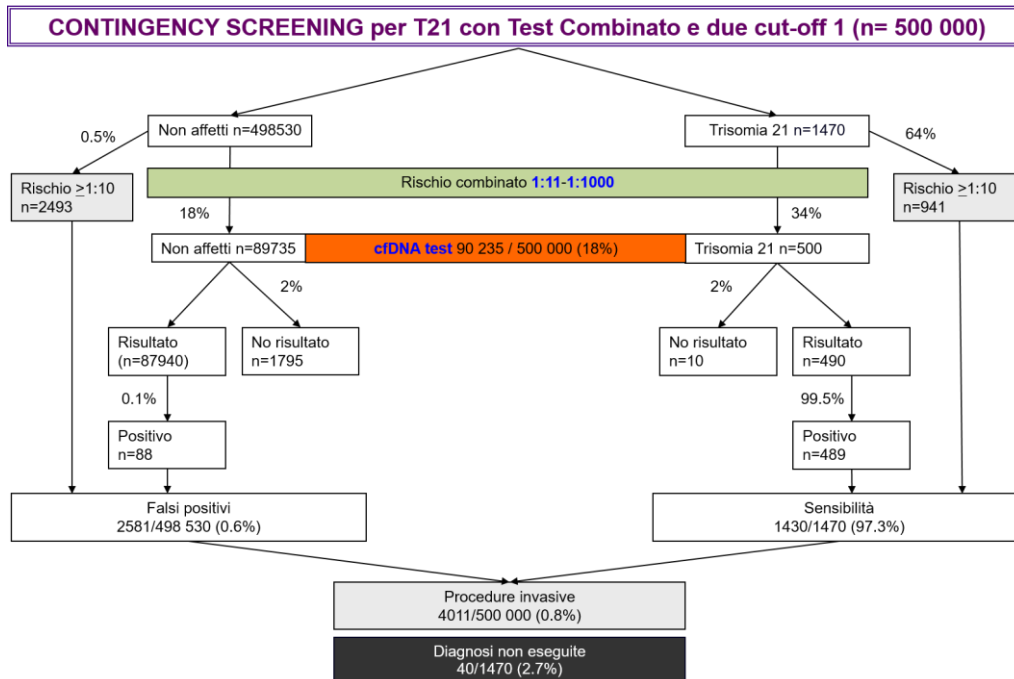 CONTINGENCY SCREENING per T21 con Test Combinato e due cut-off 1 (n= 500 000)
0.5%
Non affetti n=498530
Trisomia 21 n=1470
64%
Rischio ≥1:10
n=2493
Rischio combinato 1:11-1:1000
Rischio ≥1:10
n=941
18%
34%
Non affetti n=89735
cfDNA test 90 235 / 500 000 (18%)
Trisomia 21 n=500
2%
2%
Risultato
(n=87940)
No risultato
n=1795
No risultato
n=10
Risultato
n=490
0.1%
99.5%
Positivo
n=88
Positivo
n=489
Falsi positivi
2581/498 530 (0.6%)
Sensibilità
1430/1470 (97.3%)
Procedure invasive
4011/500 000 (0.8%)
Diagnosi non eseguite
40/1470 (2.7%)